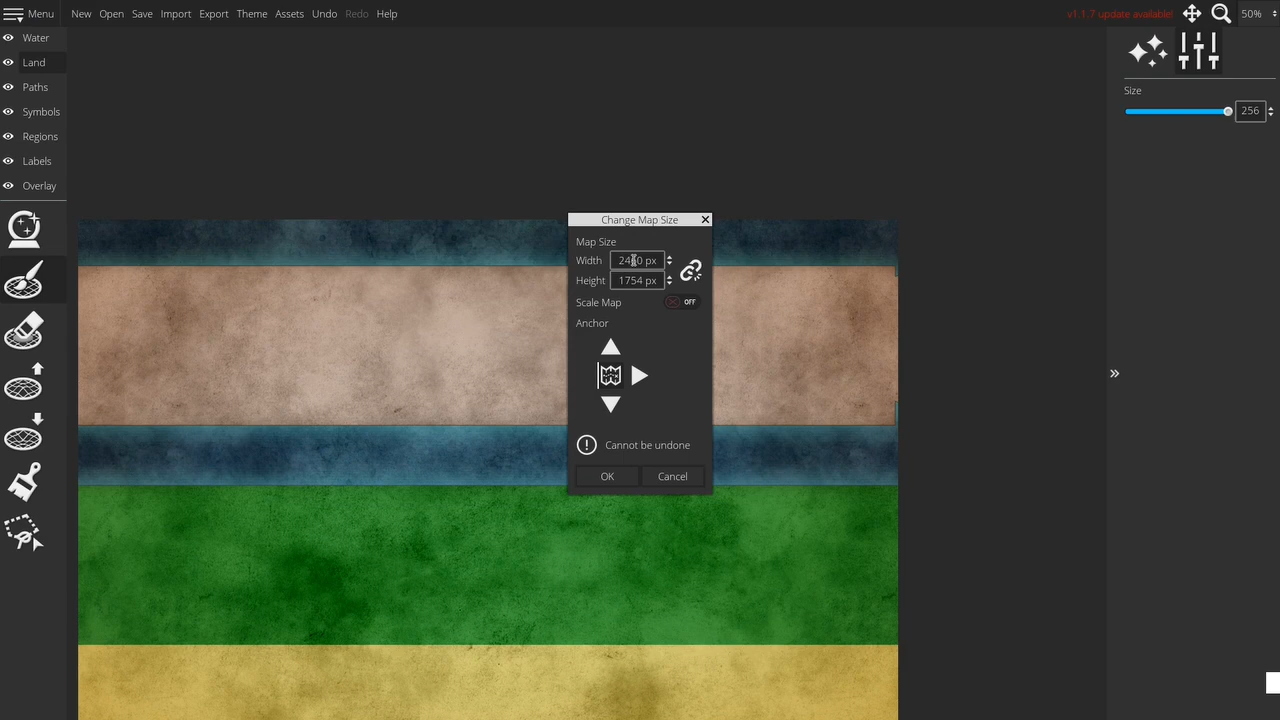 Menu New Open Save Import Export Theme Assets Undo Redo Help v1.1.7 update available! 50%
Water
Land
Paths
Symbols
Regions
Labels
Overlay
Size
256
Change Map Size
Map Size
Width px
Height 1754 px
Scale Map OFF
Anchor
Cannot be undone
OK Cancel